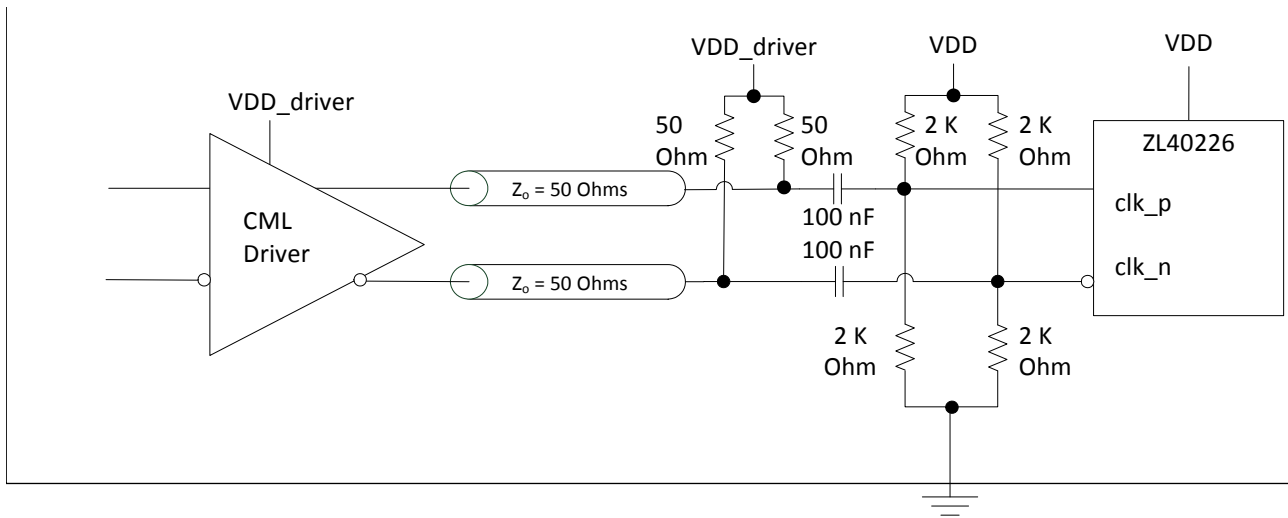 VDD_driver
VDD
VDD
VDD_driver
50
Ohm
50
Ohm
2 K
Ohm
2 K
Ohm
ZL40226
CML
Driver
Zo = 50 Ohms
clk_p
100 nF
100 nF
clk_n
Zo = 50 Ohms
2 K
Ohm
2 K
Ohm